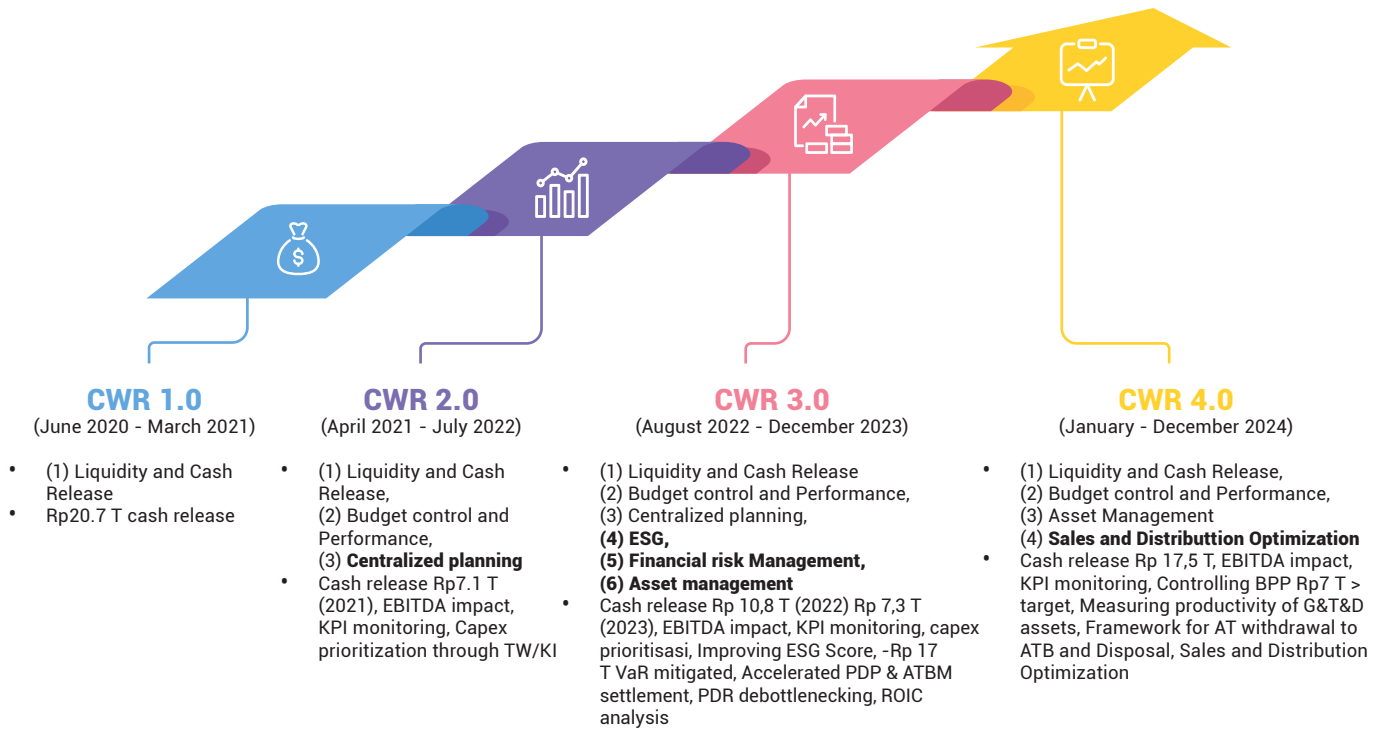 $
CWR 1.0
(June 2020 - March 2021)
• (1) Liquidity and Cash
Release
• Rp20.7 T cash release
CWR 2.0
(April 2021 - July 2022)
• (1) Liquidity and Cash
Release,
(2) Budget control and
Performance,
(3) Centralized planning
• Cash release Rp7.1 T
(2021), EBITDA impact,
KPI monitoring, Capex
prioritization through TW/KI
CWR 3.0
(August 2022 - December 2023)
• (1) Liquidity and Cash Release
(2) Budget control and Performance,
(3) Centralized planning,
(4) ESG,
(5) Financial risk Management,
(6) Asset management
• Cash release Rp 10,8 T (2022) Rp 7,3 T
(2023), EBITDA impact, KPI monitoring, capex
prioritisasi, Improving ESG Score, -Rp 17
T VaR mitigated, Accelerated PDP & ATBM
settlement, PDR debottlenecking, ROIC
analysis
CWR 4.0
(January - December 2024)
• (1) Liquidity and Cash Release,
(2) Budget control and Performance,
(3) Asset Management
(4) Sales and Distributtion Optimization
• Cash release Rp 17,5 T, EBITDA impact,
KPI monitoring, Controlling BPP Rp7 T >
target, Measuring productivity of G&T&D
assets, Framework for AT withdrawal to
ATB and Disposal, Sales and Distribution
Optimization